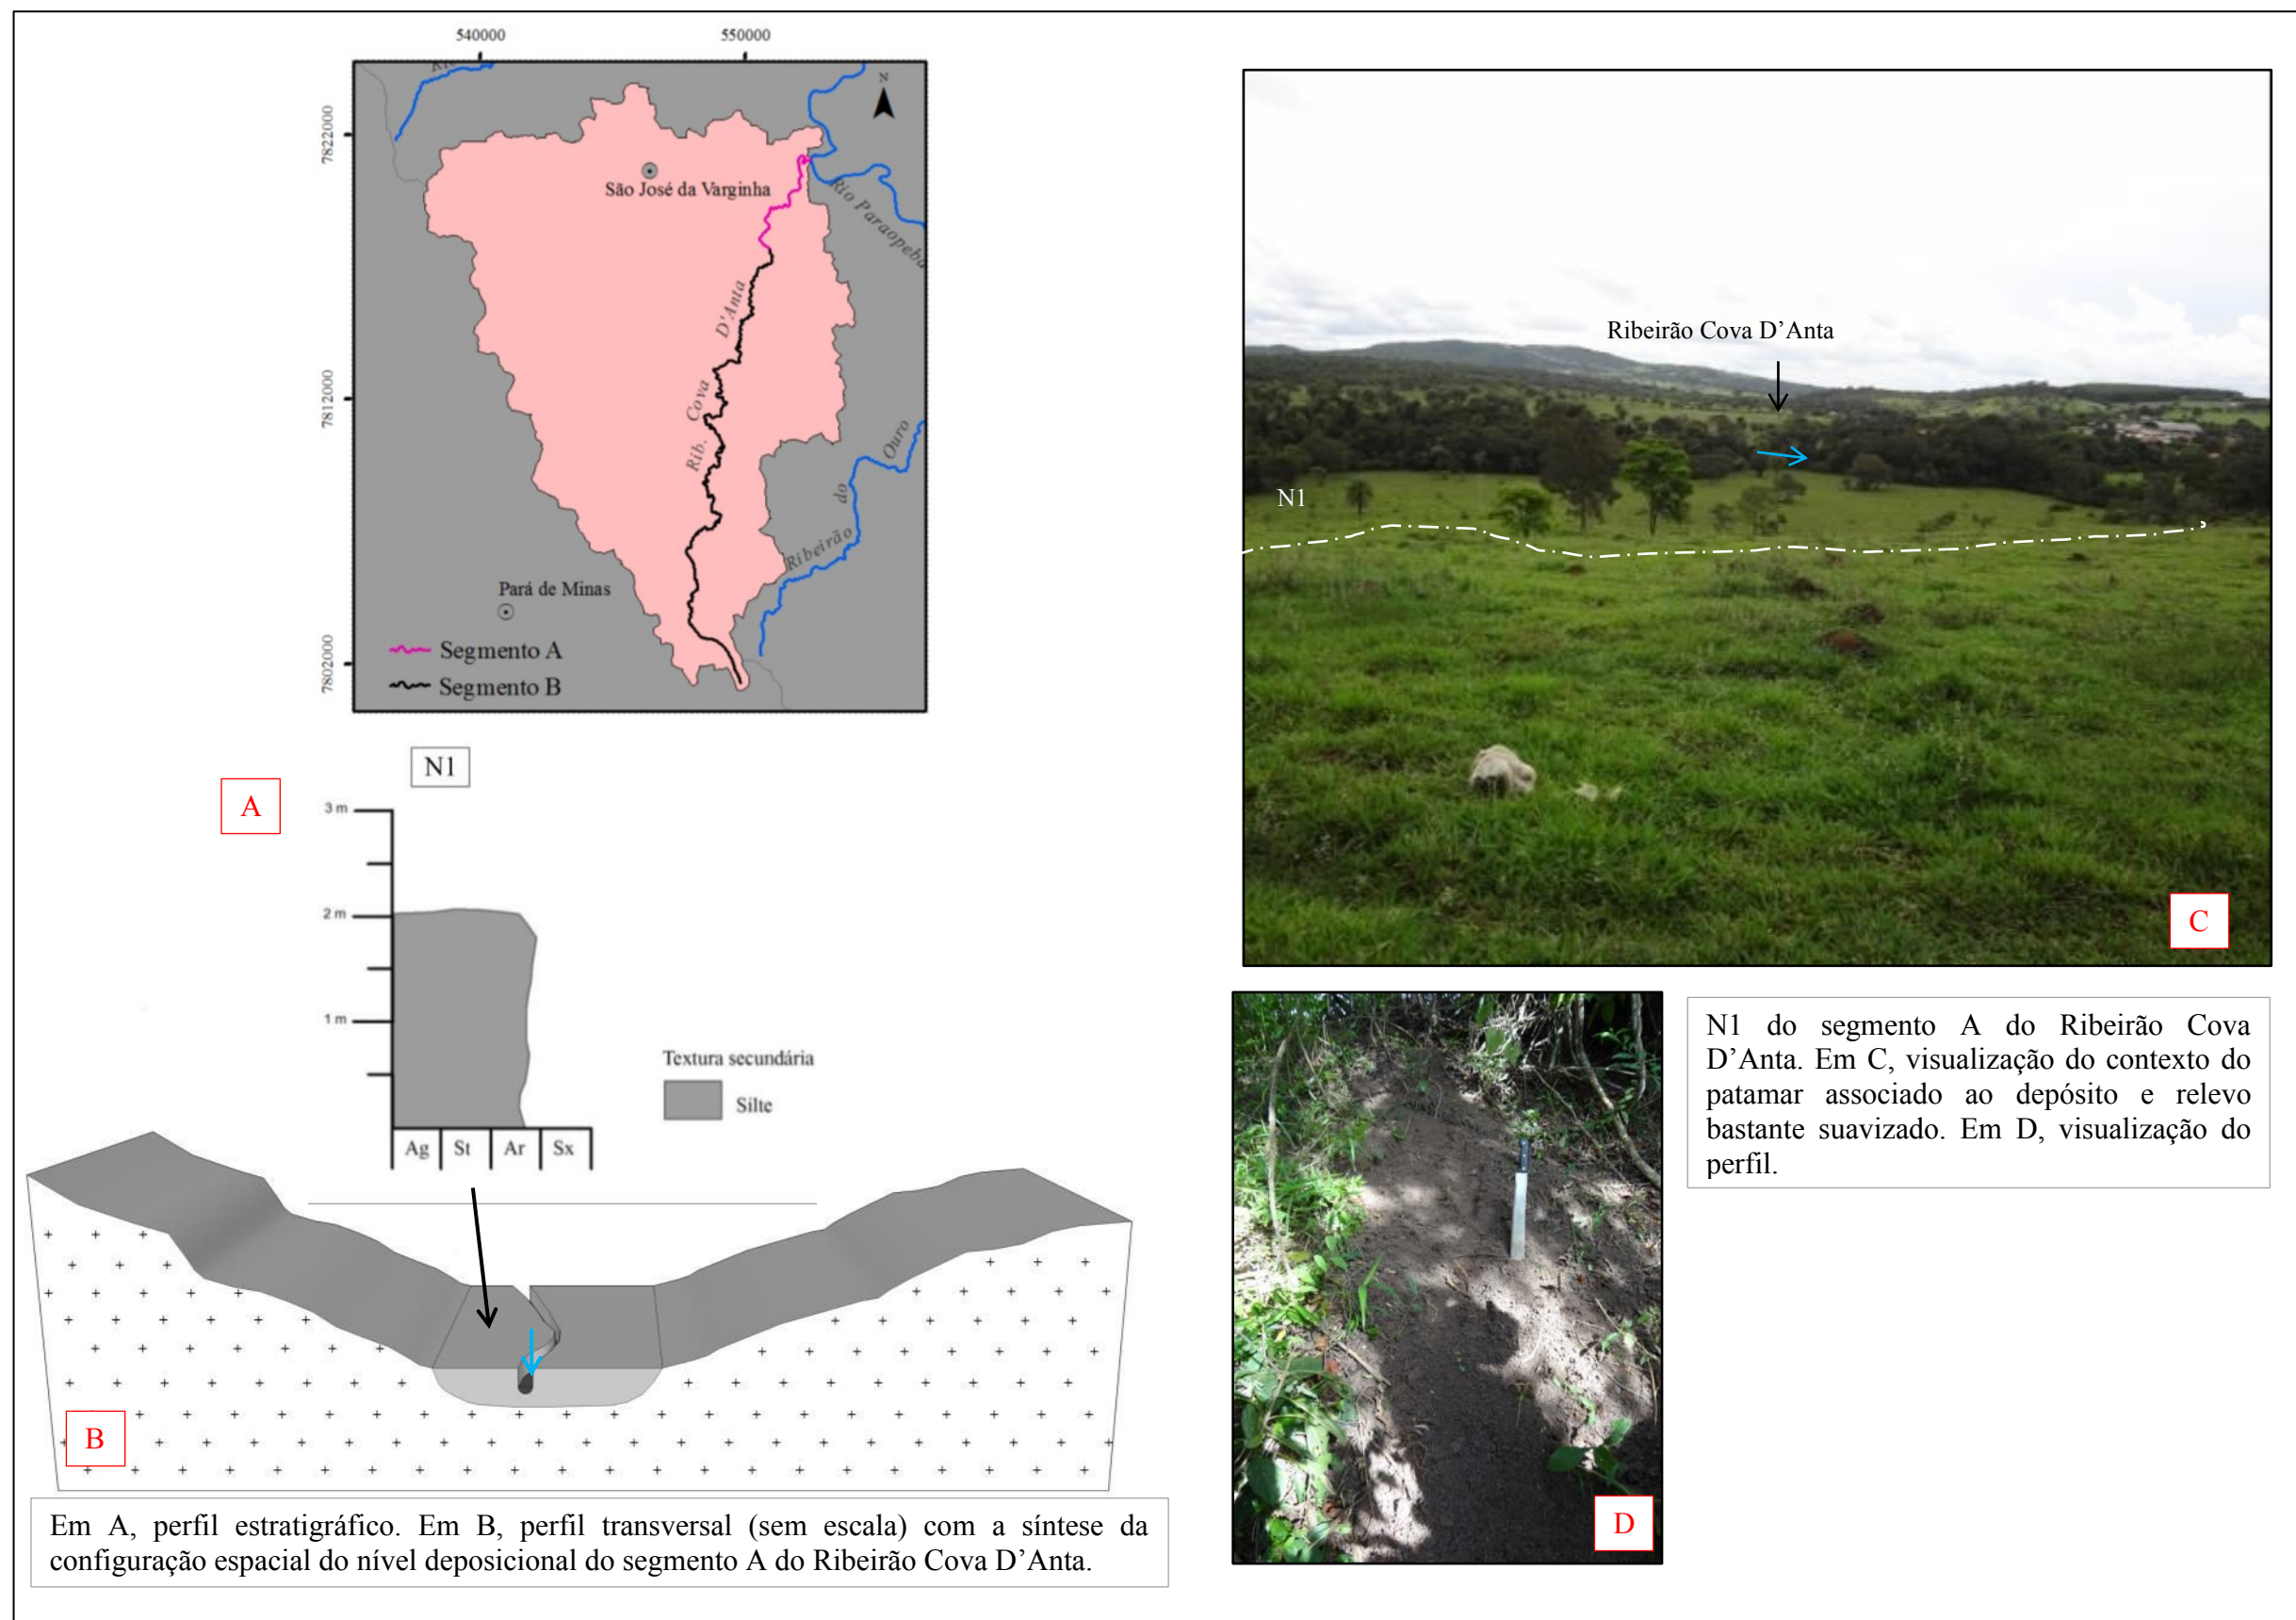 540000
550000
7822000
7812000
7802000
N
São José da Varginha
Rio Paraopeba
Rib. Cova D'Anta
Ribeirão do Ouro
Pará de Minas
Segmento A
Segmento B
A
N1
3 m
2 m
1 m
Ag St Ar Sx
Textura secundária
Silte
B
Em A, perfil estratigráfico. Em B, perfil transversal (sem escala) com a síntese da
configuração espacial do nível deposicional do segmento A do Ribeirão Cova D’Anta.
Ribeirão Cova D’Anta
N1
C
D
N1 do segmento A do Ribeirão Cova
D’Anta. Em C, visualização do contexto do
patamar associado ao depósito e relevo
bastante suavizado. Em D, visualização do
perfil.